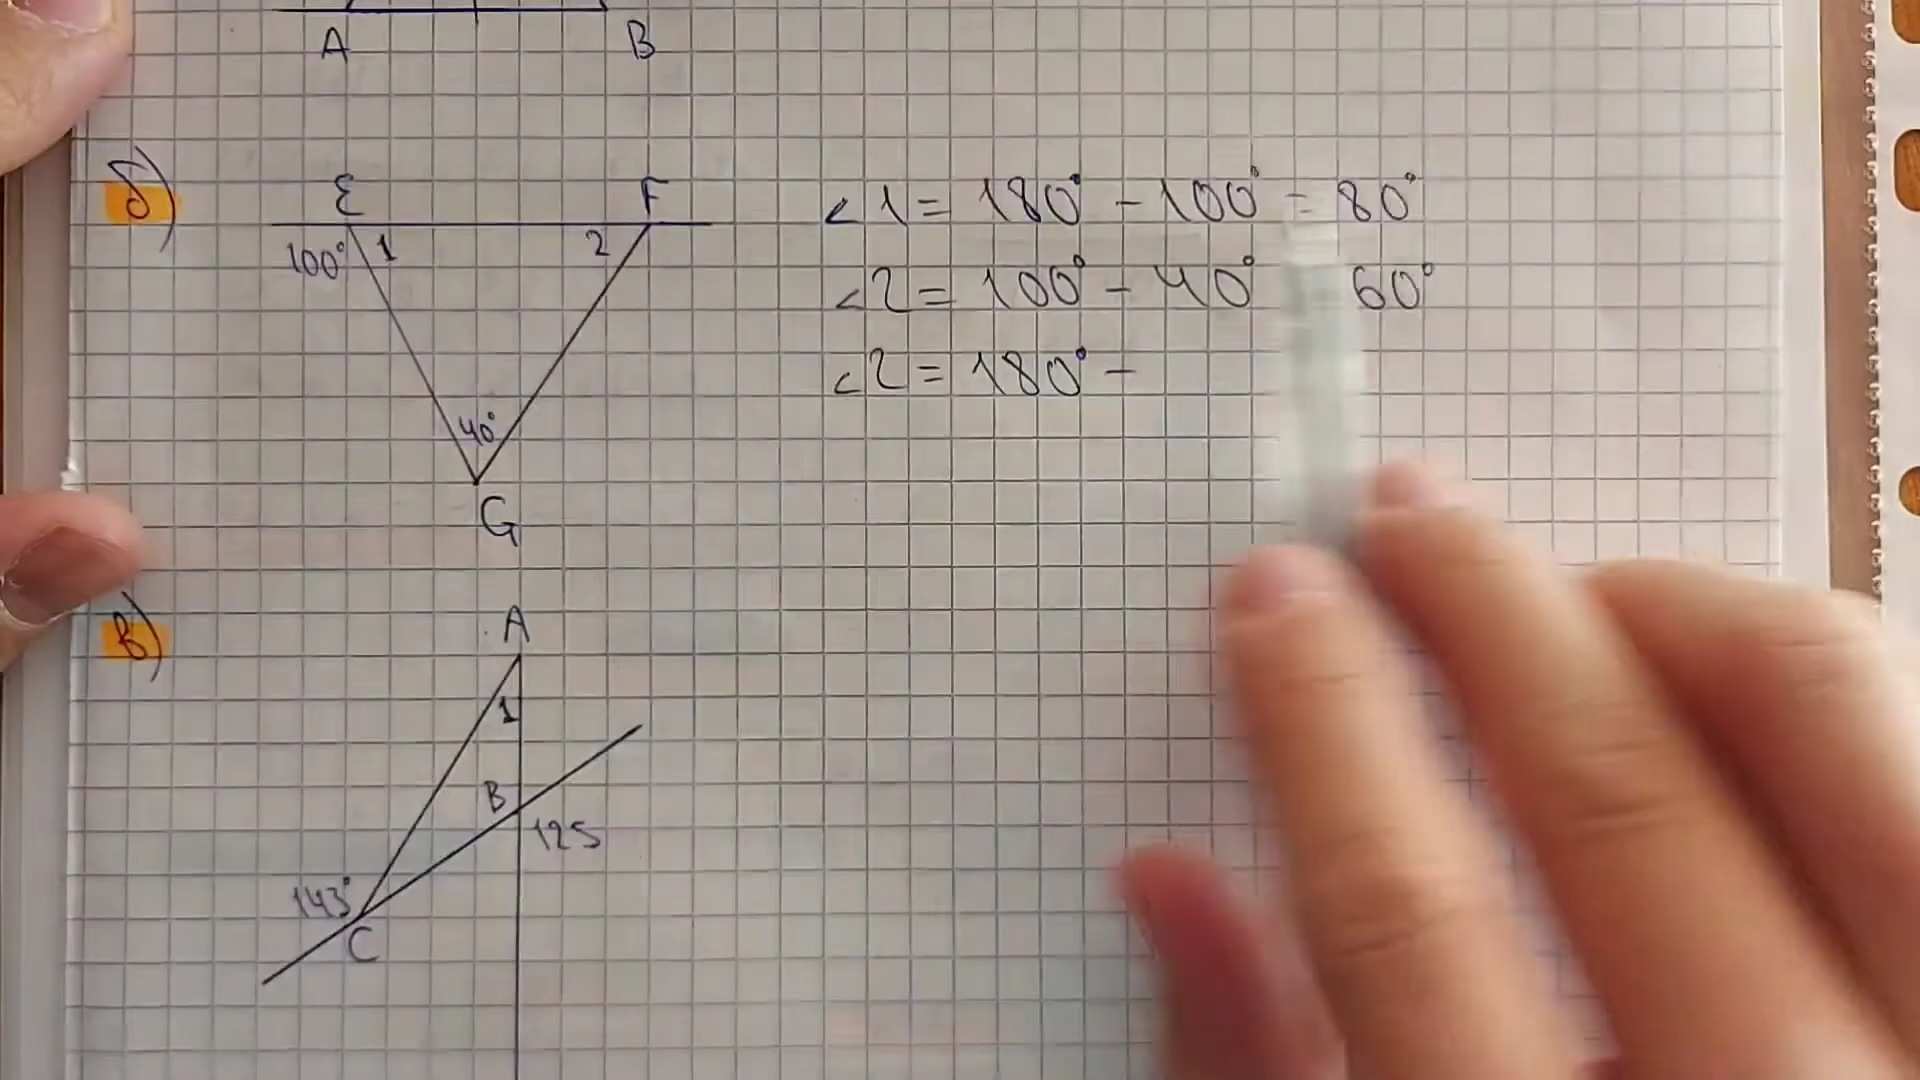 A B
б)
E F
100° 1 2
40°
G
∠1 = 180° - 100° = 80°
∠2 = 100° - 40° 60°
∠2 = 180° -
в)
A
1
B
125
143°
C